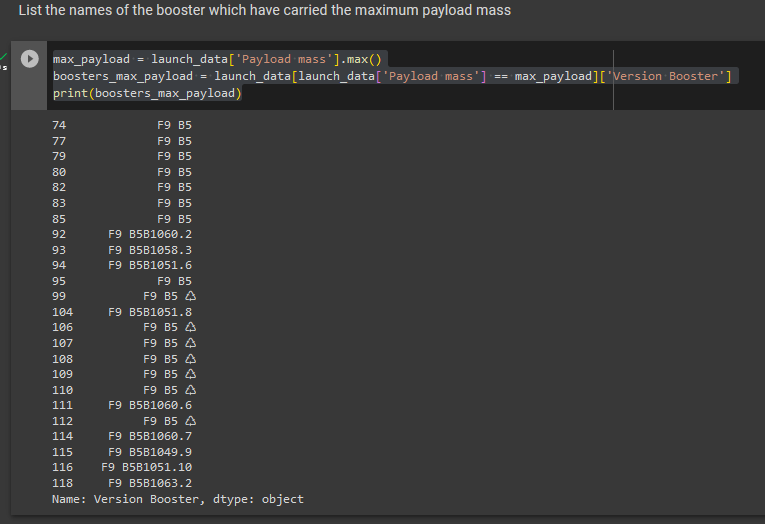 List the names of the booster which have carried the maximum payload mass
max_payload = launch_data['Payload mass'].max()
boosters_max_payload = launch_data[launch_data['Payload mass'] == max_payload]['Version Booster']
print(boosters_max_payload)
74 F9 B5
77 F9 B5
79 F9 B5
80 F9 B5
82 F9 B5
83 F9 B5
85 F9 B5
92 F9 B5B1060.2
93 F9 B5B1058.3
94 F9 B5B1051.6
95 F9 B5
99 F9 B5 ♺
104 F9 B5B1051.8
106 F9 B5 ♺
107 F9 B5 ♺
108 F9 B5 ♺
109 F9 B5 ♺
110 F9 B5 ♺
111 F9 B5B1060.6
112 F9 B5 ♺
114 F9 B5B1060.7
115 F9 B5B1049.9
116 F9 B5B1051.10
118 F9 B5B1063.2
Name: Version Booster, dtype: object